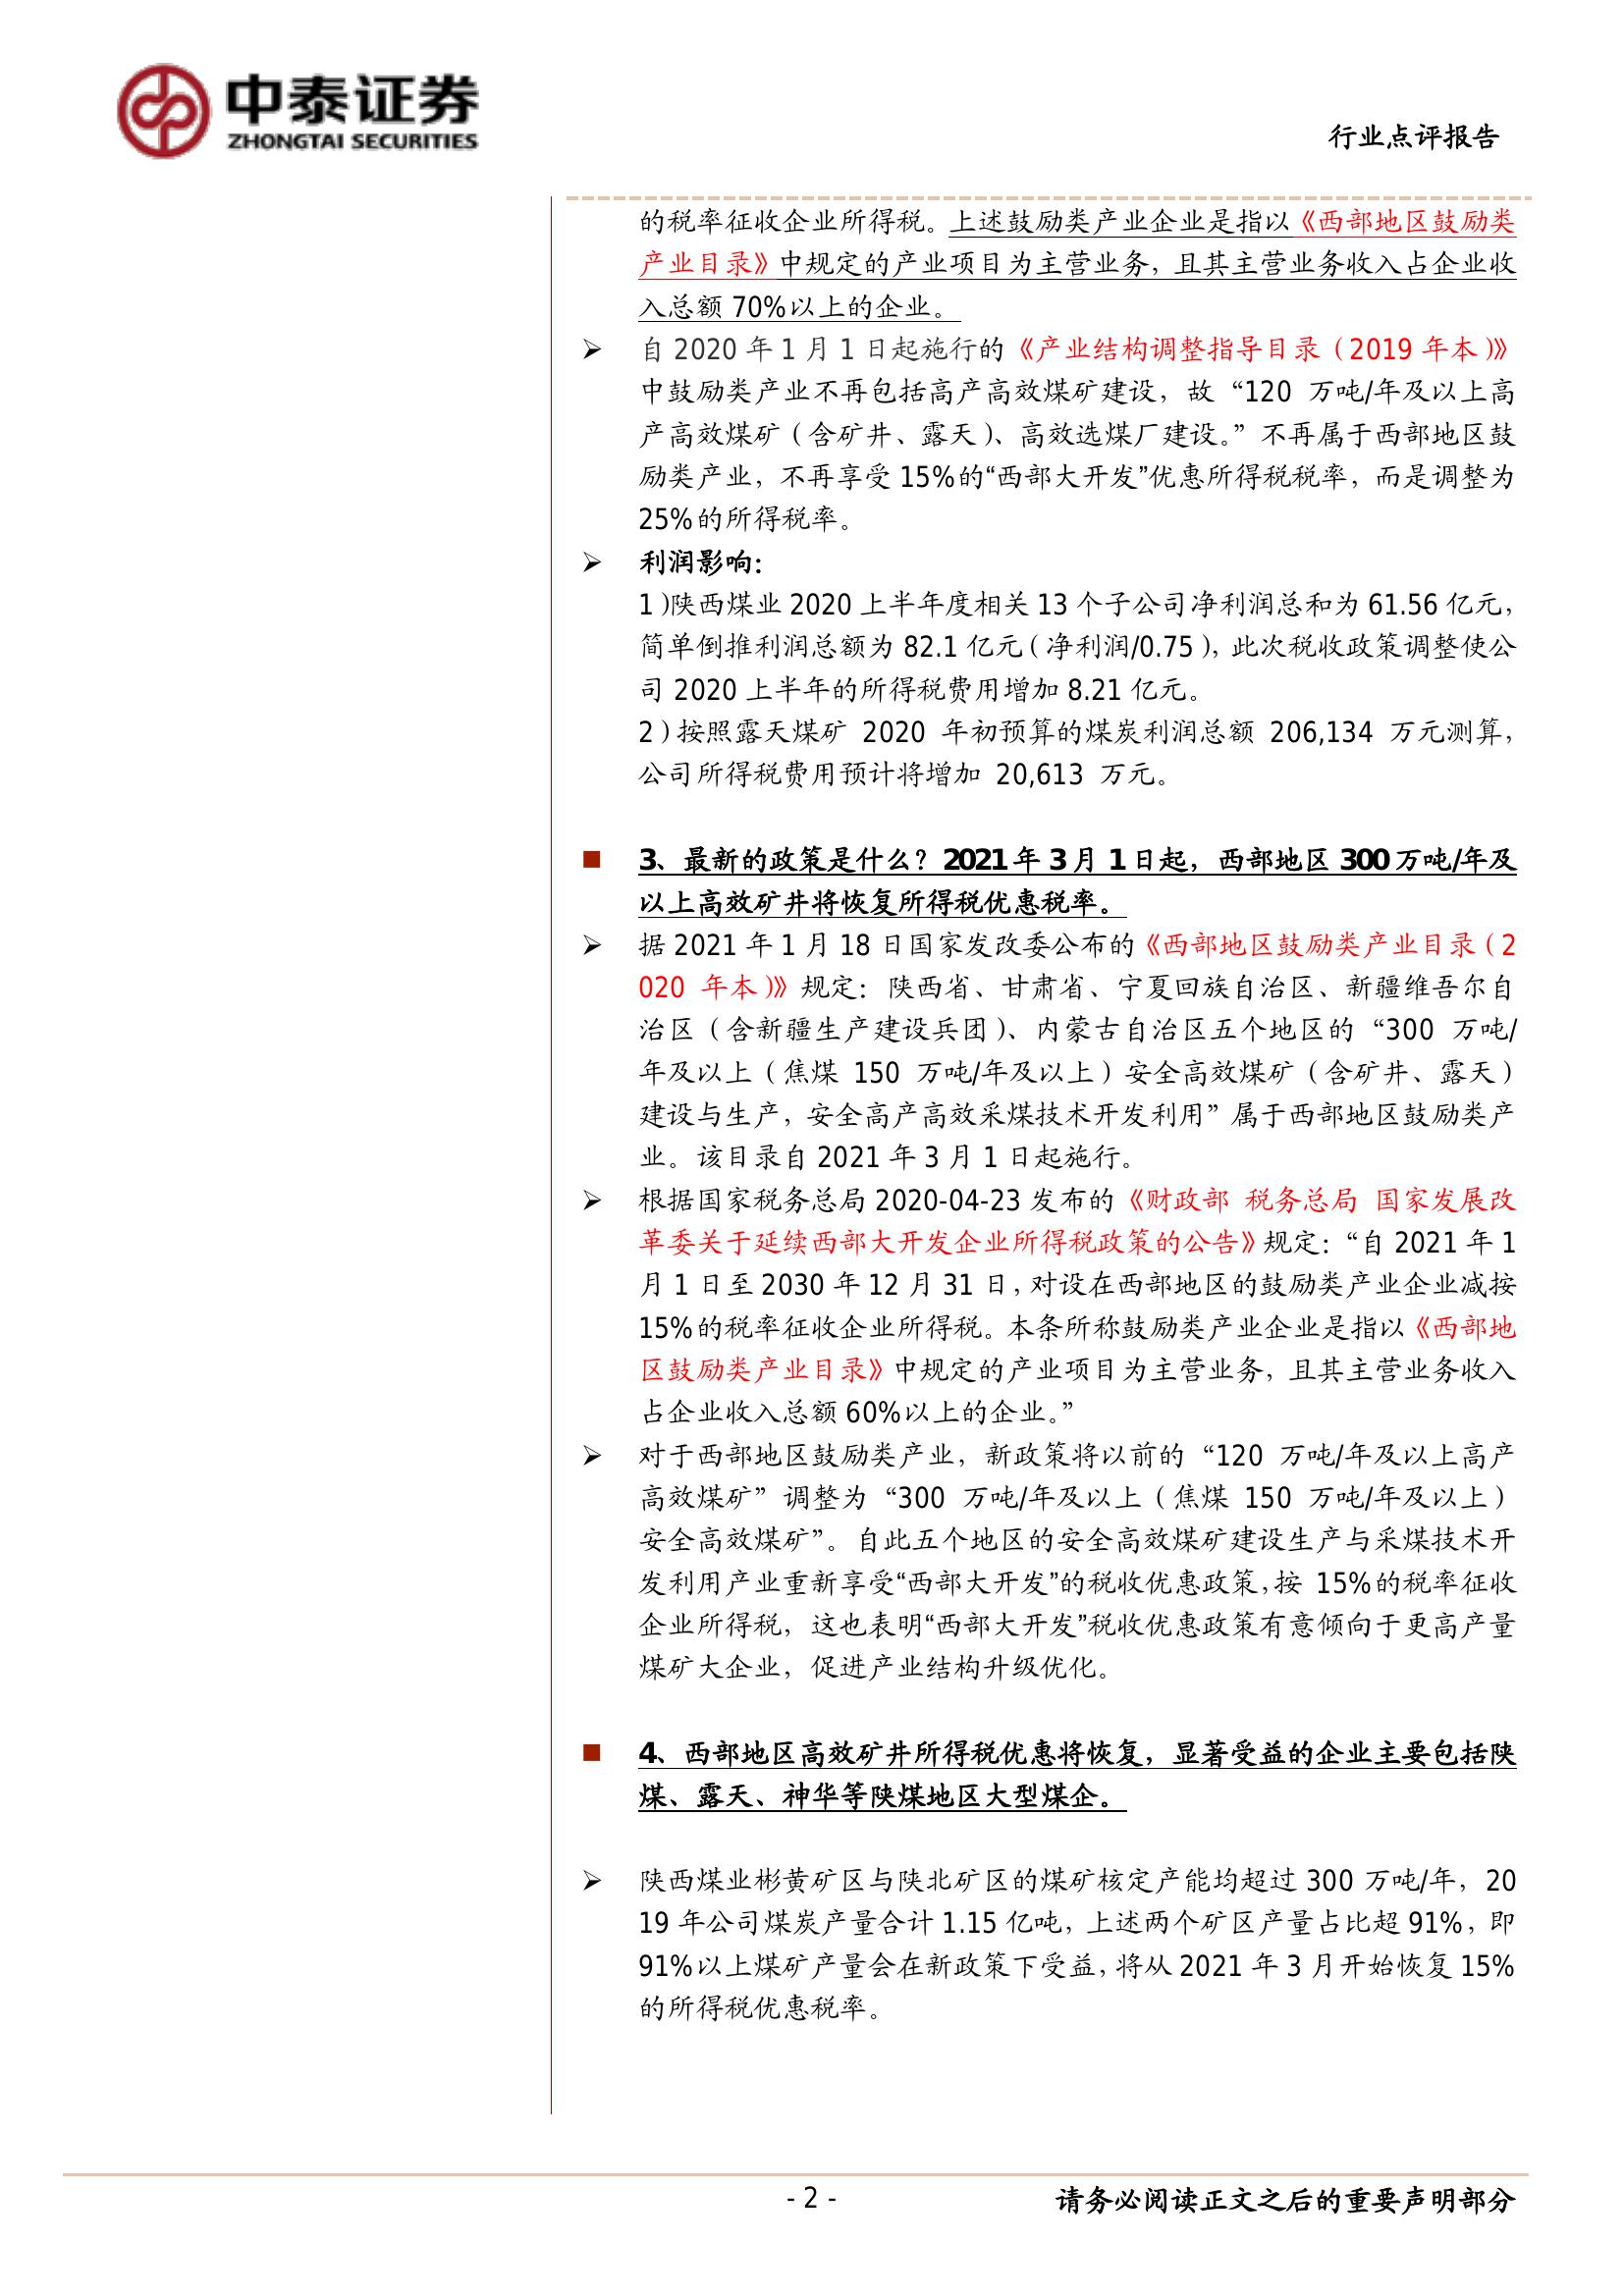 中泰证券
ZHONGTAI SECURITIES
行业点评报告
的税率征收企业所得税。上述鼓励类产业企业是指以《西部地区鼓励类
产业目录》中规定的产业项目为主营业务，且其主营业务收入占企业收
入总额 70%以上的企业。
➢ 自 2020 年 1 月 1 日起施行的《产业结构调整指导目录（2019 年本）》
中鼓励类产业不再包括高产高效煤矿建设，故“120 万吨/年及以上高
产高效煤矿（含矿井、露天）、高效选煤厂建设。”不再属于西部地区鼓
励类产业，不再享受 15%的“西部大开发”优惠所得税税率，而是调整为
25%的所得税率。
➢ 利润影响：
1）陕西煤业 2020 上半年度相关 13 个子公司净利润总和为 61.56 亿元，
简单倒推利润总额为 82.1 亿元（净利润/0.75），此次税收政策调整使公
司 2020 上半年的所得税费用增加 8.21 亿元。
2）按照露天煤矿 2020 年初预算的煤炭利润总额 206,134 万元测算，
公司所得税费用预计将增加 20,613 万元。
■ 3、最新的政策是什么？2021 年 3 月 1 日起，西部地区 300 万吨/年及
以上高效矿井将恢复所得税优惠税率。
➢ 据 2021 年 1 月 18 日国家发改委公布的《西部地区鼓励类产业目录（2
020 年本）》规定：陕西省、甘肃省、宁夏回族自治区、新疆维吾尔自
治区（含新疆生产建设兵团）、内蒙古自治区五个地区的“300 万吨/
年及以上（焦煤 150 万吨/年及以上）安全高效煤矿（含矿井、露天）
建设与生产，安全高产高效采煤技术开发利用”属于西部地区鼓励类产
业。该目录自 2021 年 3 月 1 日起施行。
➢ 根据国家税务总局 2020-04-23 发布的《财政部 税务总局 国家发展改
革委关于延续西部大开发企业所得税政策的公告》规定：“自 2021 年 1
月 1 日至 2030 年 12 月 31 日，对设在西部地区的鼓励类产业企业减按
15%的税率征收企业所得税。本条所称鼓励类产业企业是指以《西部地
区鼓励类产业目录》中规定的产业项目为主营业务，且其主营业务收入
占企业收入总额 60%以上的企业。”
➢ 对于西部地区鼓励类产业，新政策将以前的“120 万吨/年及以上高产
高效煤矿”调整为“300 万吨/年及以上（焦煤 150 万吨/年及以上）
安全高效煤矿”。自此五个地区的安全高效煤矿建设生产与采煤技术开
发利用产业重新享受“西部大开发”的税收优惠政策，按 15%的税率征收
企业所得税，这也表明“西部大开发”税收优惠政策有意倾向于更高产量
煤矿大企业，促进产业结构升级优化。
■ 4、西部地区高效矿井所得税优惠将恢复，显著受益的企业主要包括陕
煤、露天、神华等陕煤地区大型煤企。
➢ 陕西煤业彬黄矿区与陕北矿区的煤矿核定产能均超过 300 万吨/年，20
19 年公司煤炭产量合计 1.15 亿吨，上述两个矿区产量占比超 91%，即
91%以上煤矿产量会在新政策下受益，将从 2021 年 3 月开始恢复 15%
的所得税优惠税率。
- 2 -
请务必阅读正文之后的重要声明部分